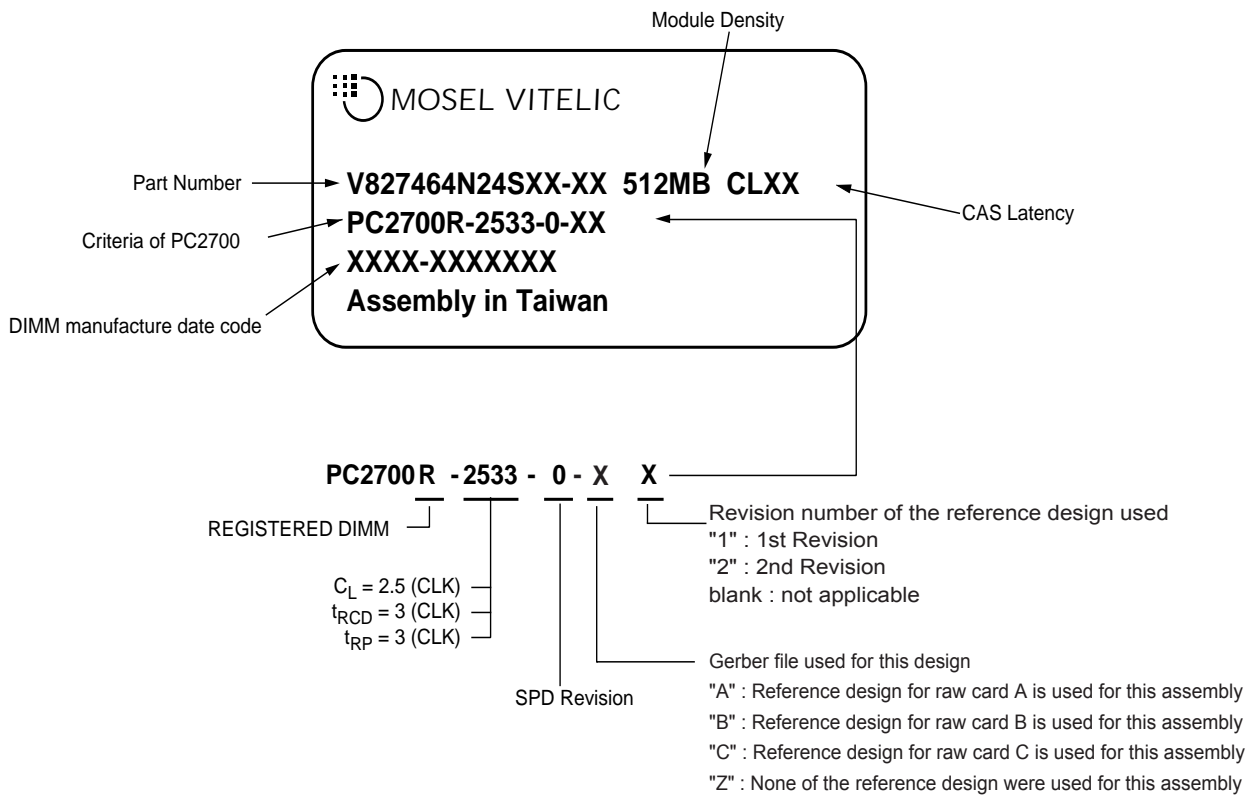 Module Density
MOSEL VITELIC
Part Number
V827464N24SXX-XX 512MB CLXX
CAS Latency
Criteria of PC2700
PC2700R-2533-0-XX
XXXX-XXXXXXX
DIMM manufacture date code
Assembly in Taiwan
PC2700 R - 2533 - 0 - X X
REGISTERED DIMM
CL = 2.5 (CLK)
tRCD = 3 (CLK)
tRP = 3 (CLK)
SPD Revision
Revision number of the reference design used
"1" : 1st Revision
"2" : 2nd Revision
blank : not applicable
Gerber file used for this design
"A" : Reference design for raw card A is used for this assembly
"B" : Reference design for raw card B is used for this assembly
"C" : Reference design for raw card C is used for this assembly
"Z" : None of the reference design were used for this assembly